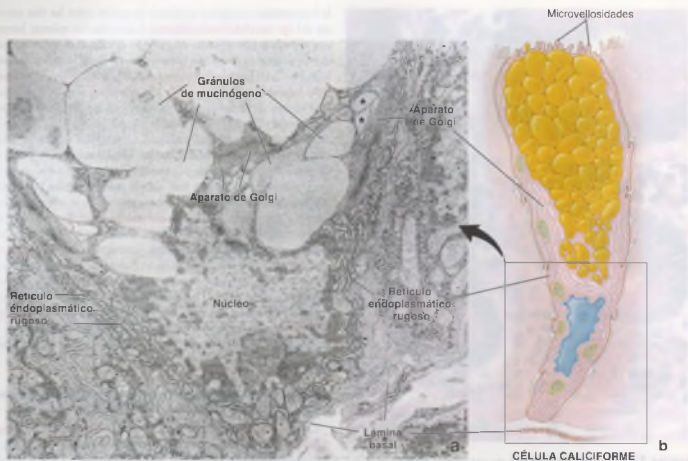 Microvellosidades
Gránulos
de mucinógeno
Aparato
de Golgi
Aparato de Golgi
Retículo
endoplasmático
rugoso
Núcleo
Retículo
endoplasmático
rugoso
Lámina
basal
a
b
CÉLULA CALICIFORME